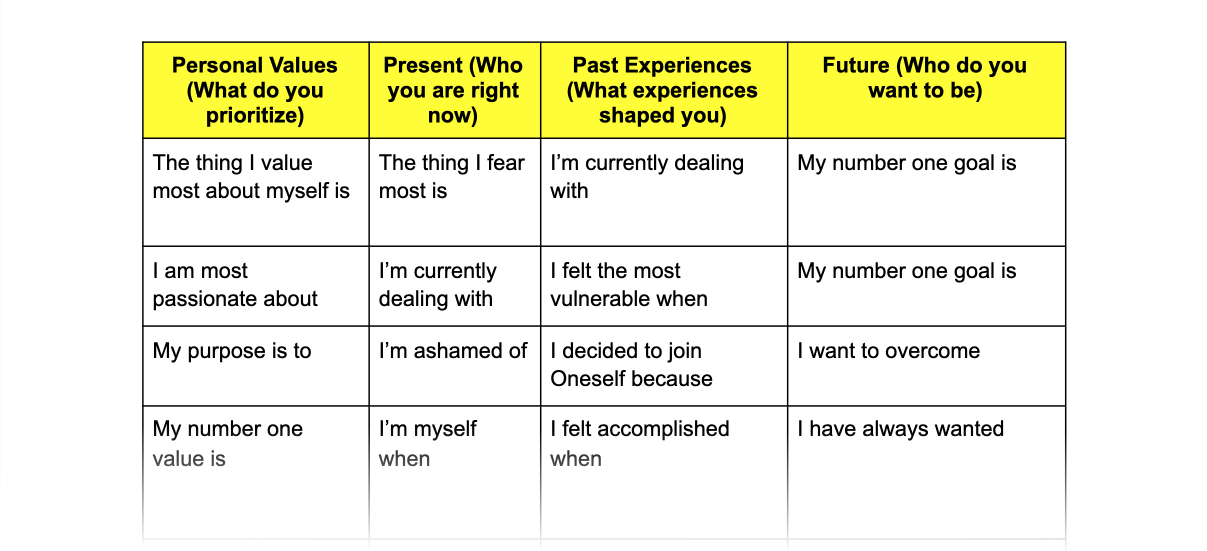 Personal Values
(What do you
prioritize)
Present (Who
you are right
now)
Past Experiences
(What experiences
shaped you)
Future (Who do you
want to be)
The thing I value
most about myself is
The thing I fear
most is
I’m currently dealing
with
My number one goal is
I am most
passionate about
I’m currently
dealing with
I felt the most
vulnerable when
My number one goal is
My purpose is to
I’m ashamed of
I decided to join
Oneself because
I want to overcome
My number one
value is
I’m myself
when
I felt accomplished
when
I have always wanted